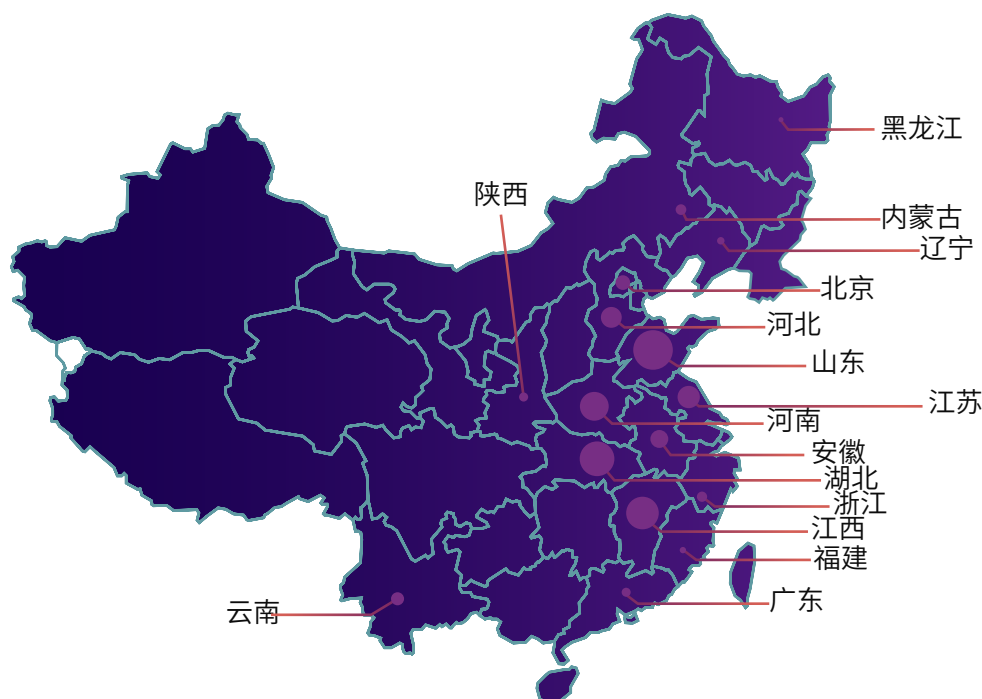 黑龙江
陕西
内蒙古
辽宁
北京
河北
山东
江苏
河南
安徽
湖北
浙江
江西
福建
广东
云南